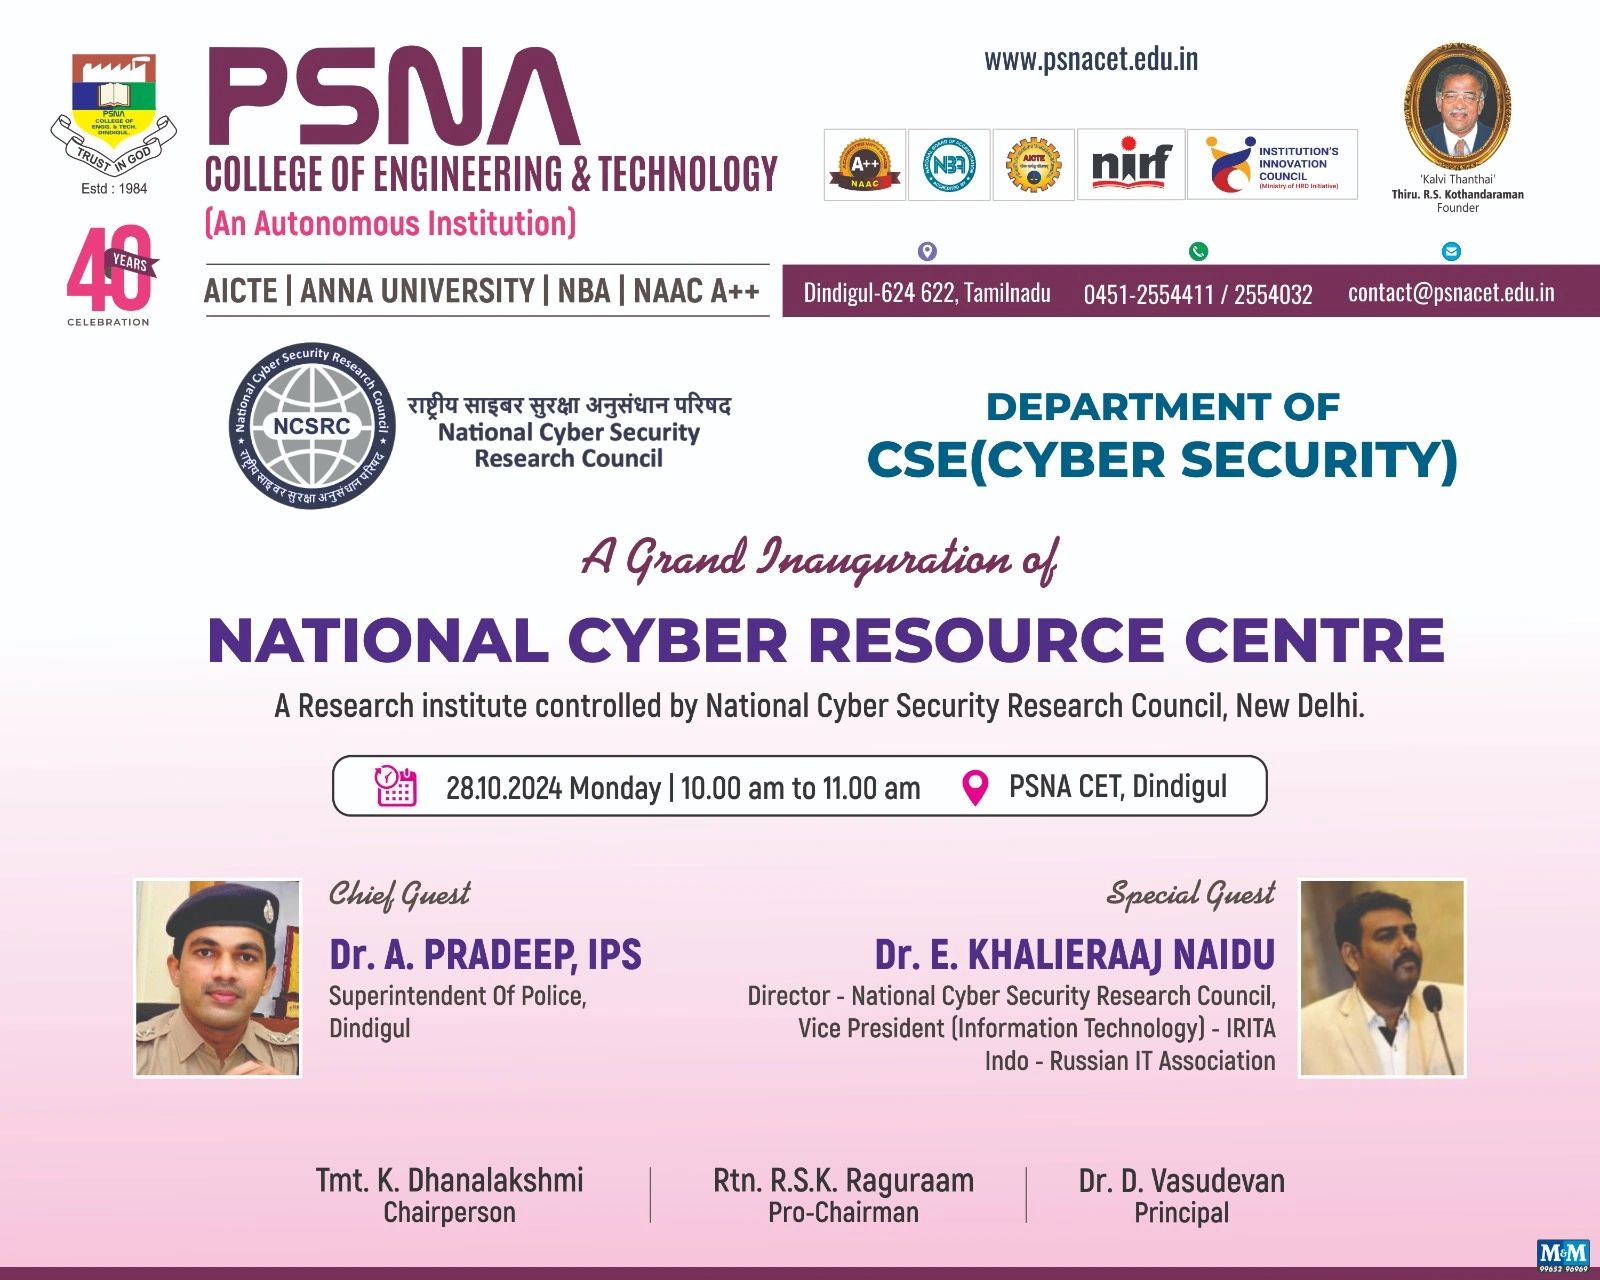 PSNA
COLLEGE OF
ENGG. & TECH.
DINDIGUL.
TRUST IN GOD
Estd : 1984
40
YEARS
CELEBRATION
PSNA
COLLEGE OF ENGINEERING & TECHNOLOGY
(An Autonomous Institution)
AICTE | ANNA UNIVERSITY | NBA | NAAC A++
www.psnacet.edu.in
A++
NAAC
NBA
AICTE
nirf
INSTITUTION'S
INNOVATION
COUNCIL
(Ministry of HRD Initiative)
'Kalvi Thanthai'
Thiru. R.S. Kothandaraman
Founder
Dindigul-624 622, Tamilnadu
0451-2554411 / 2554032
contact@psnacet.edu.in
National Cyber Security Research Council
NCSRC
राष्ट्रीय साइबर सुरक्षा अनुसंधान परिषद
राष्ट्रीय साइबर सुरक्षा अनुसंधान परिषद
National Cyber Security
Research Council
DEPARTMENT OF
CSE(CYBER SECURITY)
A Grand Inauguration of
NATIONAL CYBER RESOURCE CENTRE
A Research institute controlled by National Cyber Security Research Council, New Delhi.
28.10.2024 Monday | 10.00 am to 11.00 am
PSNA CET, Dindigul
Chief Guest
Dr. A. PRADEEP, IPS
Superintendent Of Police,
Dindigul
Special Guest
Dr. E. KHALIERAAJ NAIDU
Director - National Cyber Security Research Council,
Vice President (Information Technology) - IRITA
Indo - Russian IT Association
Tmt. K. Dhanalakshmi
Chairperson
Rtn. R.S.K. Raguraam
Pro-Chairman
Dr. D. Vasudevan
Principal
M&M
99652 96969